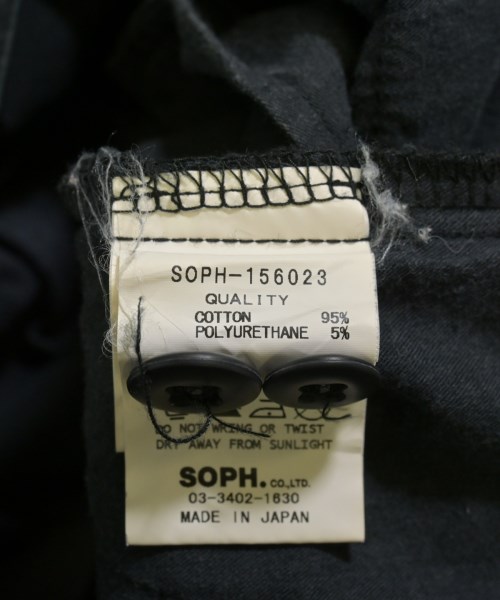 SOPH-156023
QUALITY
COTTON 95%
POLYURETHANE 5%
DO NOT WRING OR TWIST
DRY AWAY FROM SUNLIGHT
SOPH. CO.,LTD.
03-3402-1630
MADE IN JAPAN